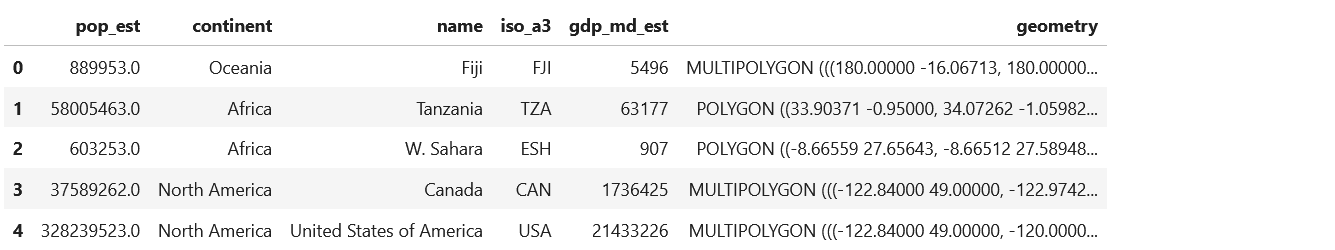 pop_est continent name iso_a3 gdp_md_est geometry
0 889953.0 Oceania Fiji FJI 5496 MULTIPOLYGON (((180.00000 -16.06713, 180.00000...
1 58005463.0 Africa Tanzania TZA 63177 POLYGON ((33.90371 -0.95000, 34.07262 -1.05982...
2 603253.0 Africa W. Sahara ESH 907 POLYGON ((-8.66559 27.65643, -8.66512 27.58948...
3 37589262.0 North America Canada CAN 1736425 MULTIPOLYGON (((-122.84000 49.00000, -122.9742...
4 328239523.0 North America United States of America USA 21433226 MULTIPOLYGON (((-122.84000 49.00000, -120.0000...